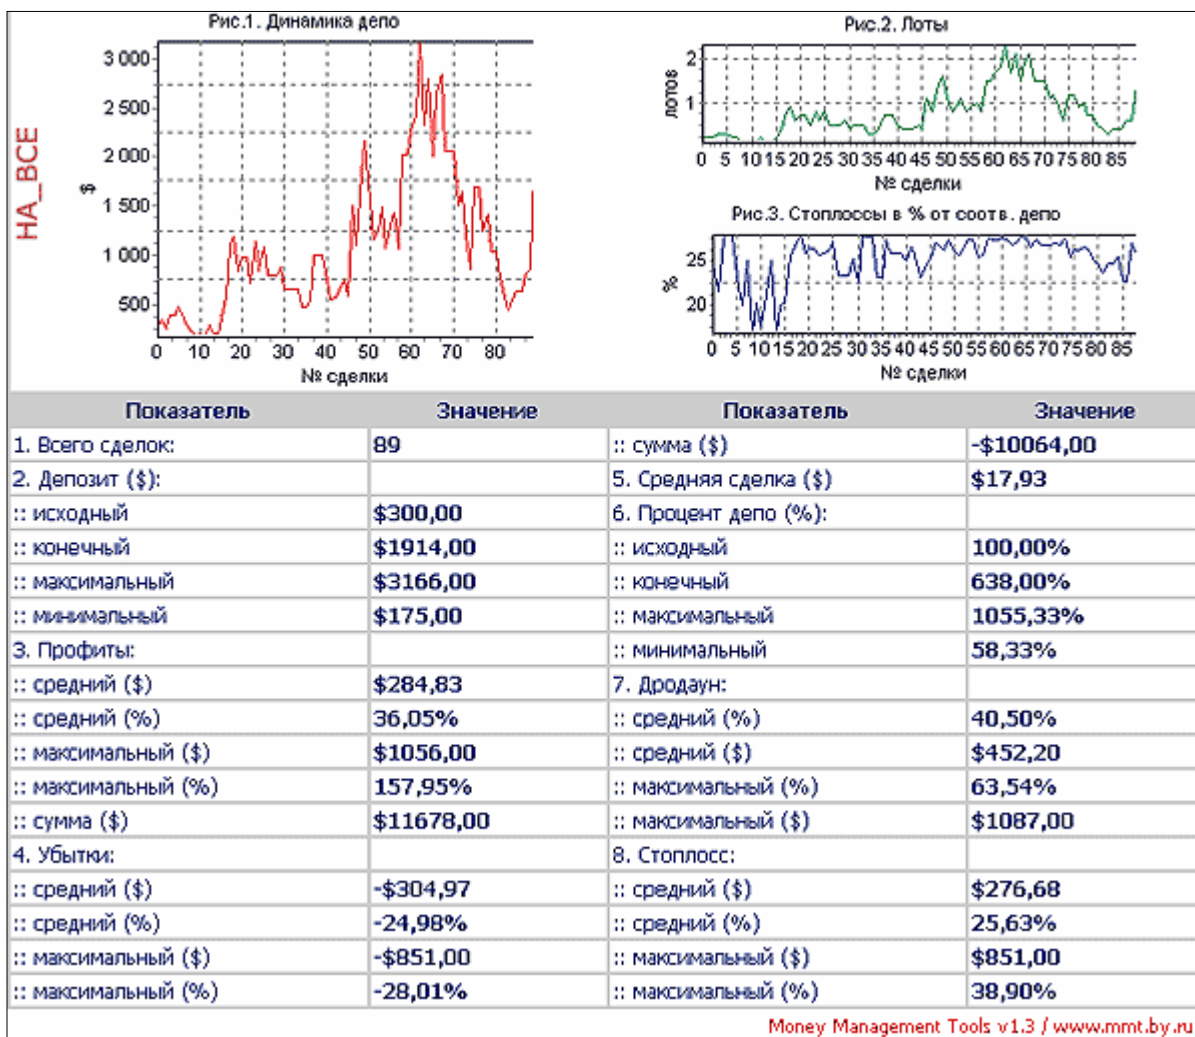 Рис.1. Динамика депо
3 000
2 500
2 000
1 500
1 000
500
$
НА_ВСЕ
0 10 20 30 40 50 60 70 80
№ сделки
Рис.2. Лоты
2
1
лотов
0 5 10 15 20 25 30 35 40 45 50 55 60 65 70 75 80 85
№ сделки
Рис.3. Стоплоссы в % от соотв. депо
25
20
%
0 5 10 15 20 25 30 35 40 45 50 55 60 65 70 75 80 85
№ сделки
Показатель Значение Показатель Значение
1. Всего сделок: 89 :: сумма ($) -$10064,00
2. Депозит ($): 5. Средняя сделка ($) $17,93
:: исходный $300,00 6. Процент депо (%):
:: конечный $1914,00 :: исходный 100,00%
:: максимальный $3166,00 :: конечный 638,00%
:: минимальный $175,00 :: максимальный 1055,33%
3. Профиты: :: минимальный 58,33%
:: средний ($) $284,83 7. Дродаун:
:: средний (%) 36,05% :: средний (%) 40,50%
:: максимальный ($) $1056,00 :: средний ($) $452,20
:: максимальный (%) 157,95% :: максимальный (%) 63,54%
:: сумма ($) $11678,00 :: максимальный ($) $1087,00
4. Убытки: 8. Стоплосс:
:: средний ($) -$304,97 :: средний ($) $276,68
:: средний (%) -24,98% :: средний (%) 25,63%
:: максимальный ($) -$851,00 :: максимальный ($) $851,00
:: максимальный (%) -28,01% :: максимальный (%) 38,90%
Money Management Tools v1.3 / www.mmt.by.ru